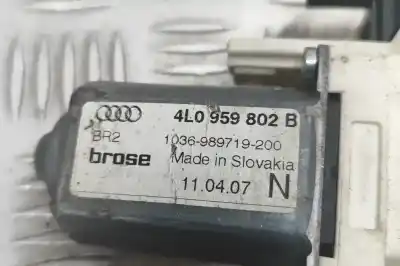 4L0 959 802 B
BR2 1036-989719-200
brose Made in Slovakia
11.04.07 N